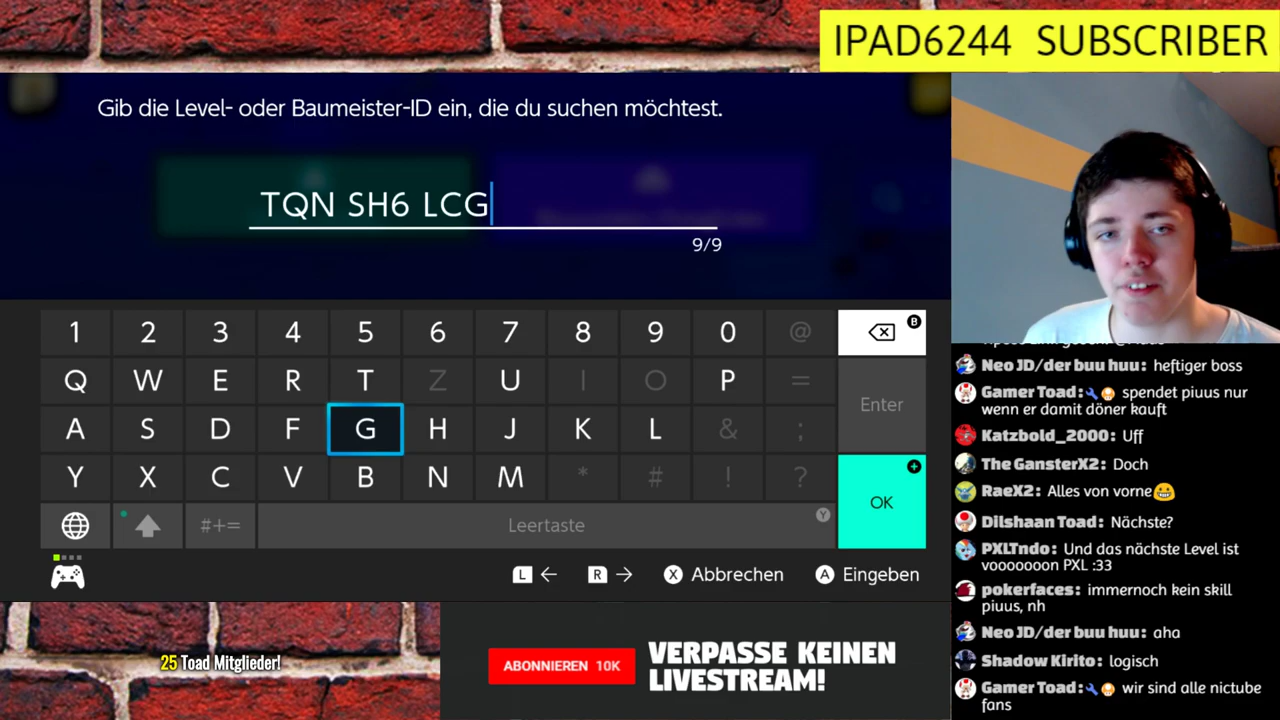 IPAD6244 SUBSCRIBER
Gib die Level- oder Baumeister-ID ein, die du suchen möchtest.
TQN SH6 LCG
9/9
1 2 3 4 5 6 7 8 9 0 @
B
Q W E R T Z U I O P =
Enter
A S D F G H J K L & ;
Y X C V B N M * # ! ?
+
OK
#+=
Leertaste
Y
L ← R → X Abbrechen A Eingeben
Neo JD/der buu huu: heftiger boss
Gamer Toad: spendet piuus nur
wenn er damit döner kauft
Katzbold_2000: Uff
The GansterX2: Doch
RaeX2: Alles von vorne😬
Dilshaan Toad: Nächste?
PXLTndo: Und das nächste Level ist
vooooooon PXL :33
pokerfaces: immernoch kein skill
piuus, nh
Neo JD/der buu huu: aha
Shadow Kirito: logisch
Gamer Toad: wir sind alle nictube
fans
25 Toad Mitglieder!
ABONNIEREN 10K
VERPASSE KEINEN
LIVESTREAM!